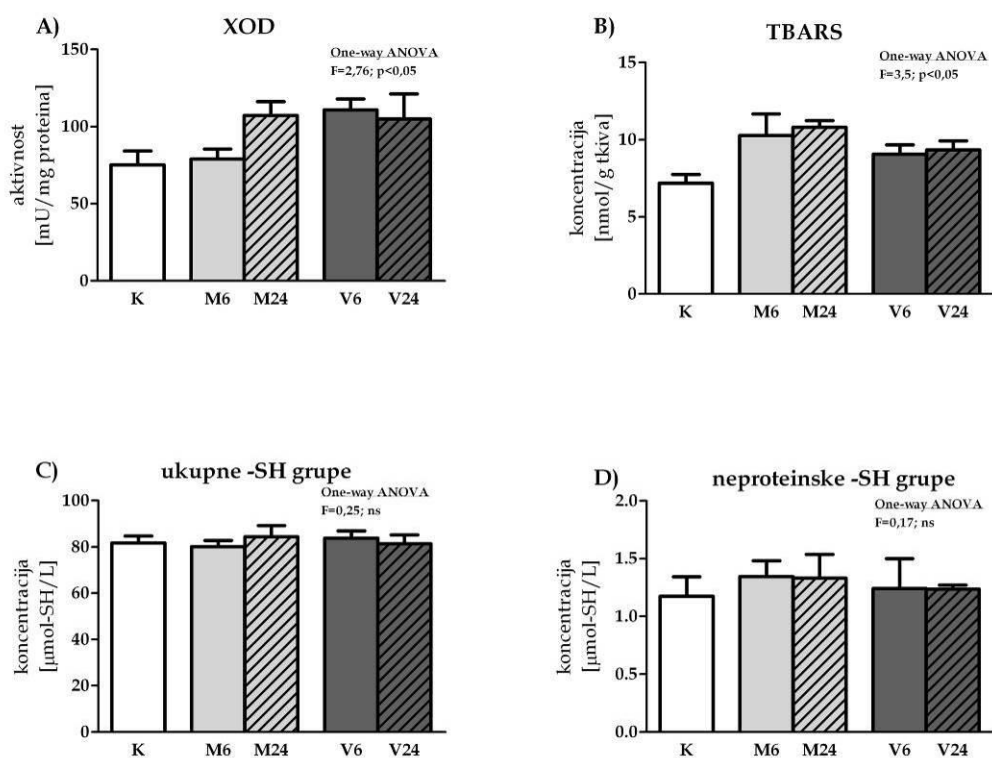 A)
XOD
One-way ANOVA
F=2,76; p<0,05
aktivnost
[mU/mg proteina]
150
100
50
0
K M6 M24 V6 V24
B)
TBARS
One-way ANOVA
F=3,5; p<0,05
koncentracija
[nmol/g tkiva]
15
10
5
0
K M6 M24 V6 V24
C)
ukupne -SH grupe
One-way ANOVA
F=0,25; ns
koncentracija
[µmol-SH/L]
100
80
60
40
20
0
K M6 M24 V6 V24
D)
neproteinske -SH grupe
One-way ANOVA
F=0,17; ns
koncentracija
[µmol-SH/L]
2.0
1.5
1.0
0.5
0.0
K M6 M24 V6 V24